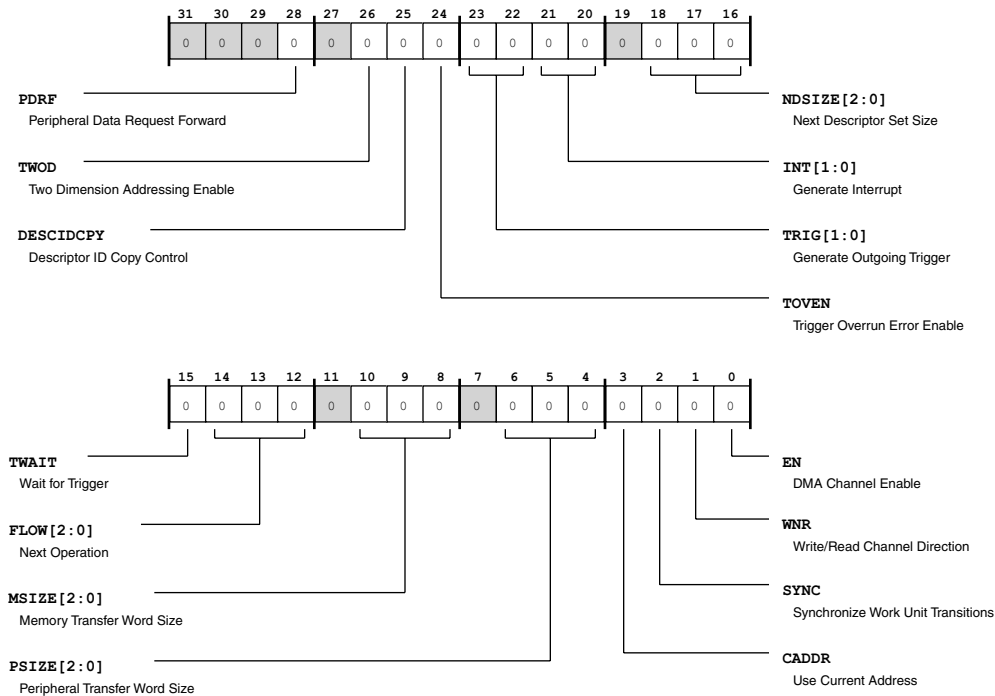 31 30 29 28 27 26 25 24 23 22 21 20 19 18 17 16
0 0 0 0 0 0 0 0 0 0 0 0 0 0 0 0
PDRF
Peripheral Data Request Forward
TWOD
Two Dimension Addressing Enable
DESCIDCPY
Descriptor ID Copy Control
NDSIZE[2:0]
Next Descriptor Set Size
INT[1:0]
Generate Interrupt
TRIG[1:0]
Generate Outgoing Trigger
TOVEN
Trigger Overrun Error Enable
15 14 13 12 11 10 9 8 7 6 5 4 3 2 1 0
0 0 0 0 0 0 0 0 0 0 0 0 0 0 0 0
TWAIT
Wait for Trigger
FLOW[2:0]
Next Operation
MSIZE[2:0]
Memory Transfer Word Size
PSIZE[2:0]
Peripheral Transfer Word Size
EN
DMA Channel Enable
WNR
Write/Read Channel Direction
SYNC
Synchronize Work Unit Transitions
CADDR
Use Current Address